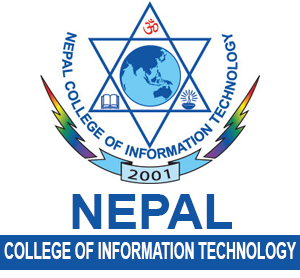 ॐ
NEPAL COLLEGE OF INFORMATION TECHNOLOGY
2001
NEPAL
COLLEGE OF INFORMATION TECHNOLOGY